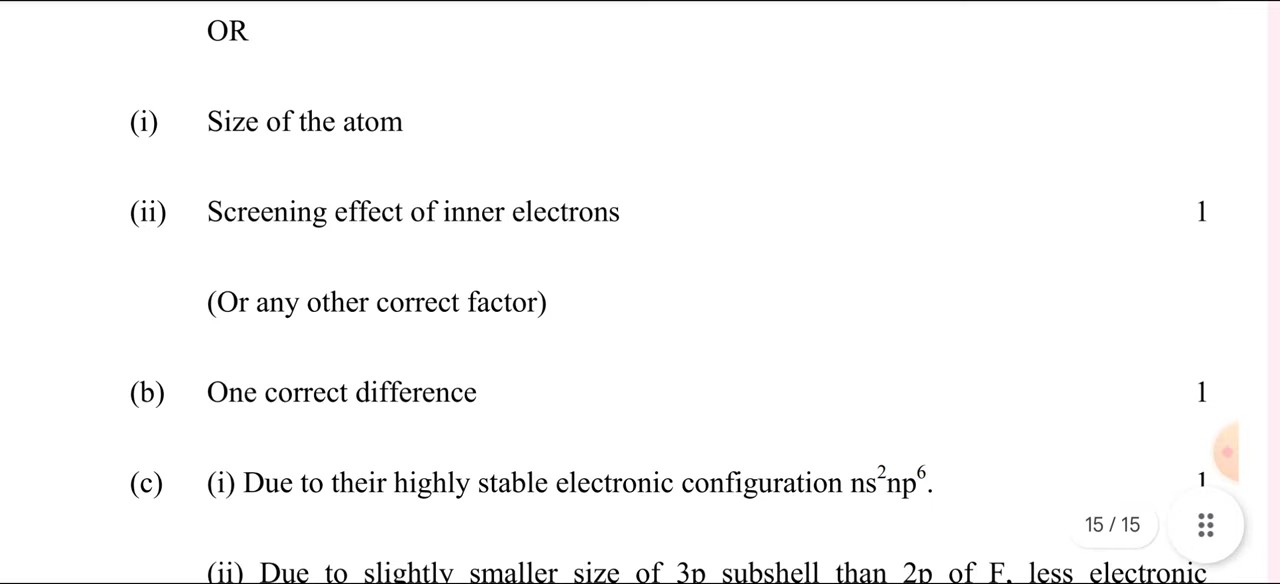 OR
(i) Size of the atom
(ii) Screening effect of inner electrons 1
(Or any other correct factor)
(b) One correct difference 1
(c) (i) Due to their highly stable electronic configuration ns²np⁶. 1
15 / 15
(ii) Due to slightly smaller size of 3p subshell than 2p of F, less electronic